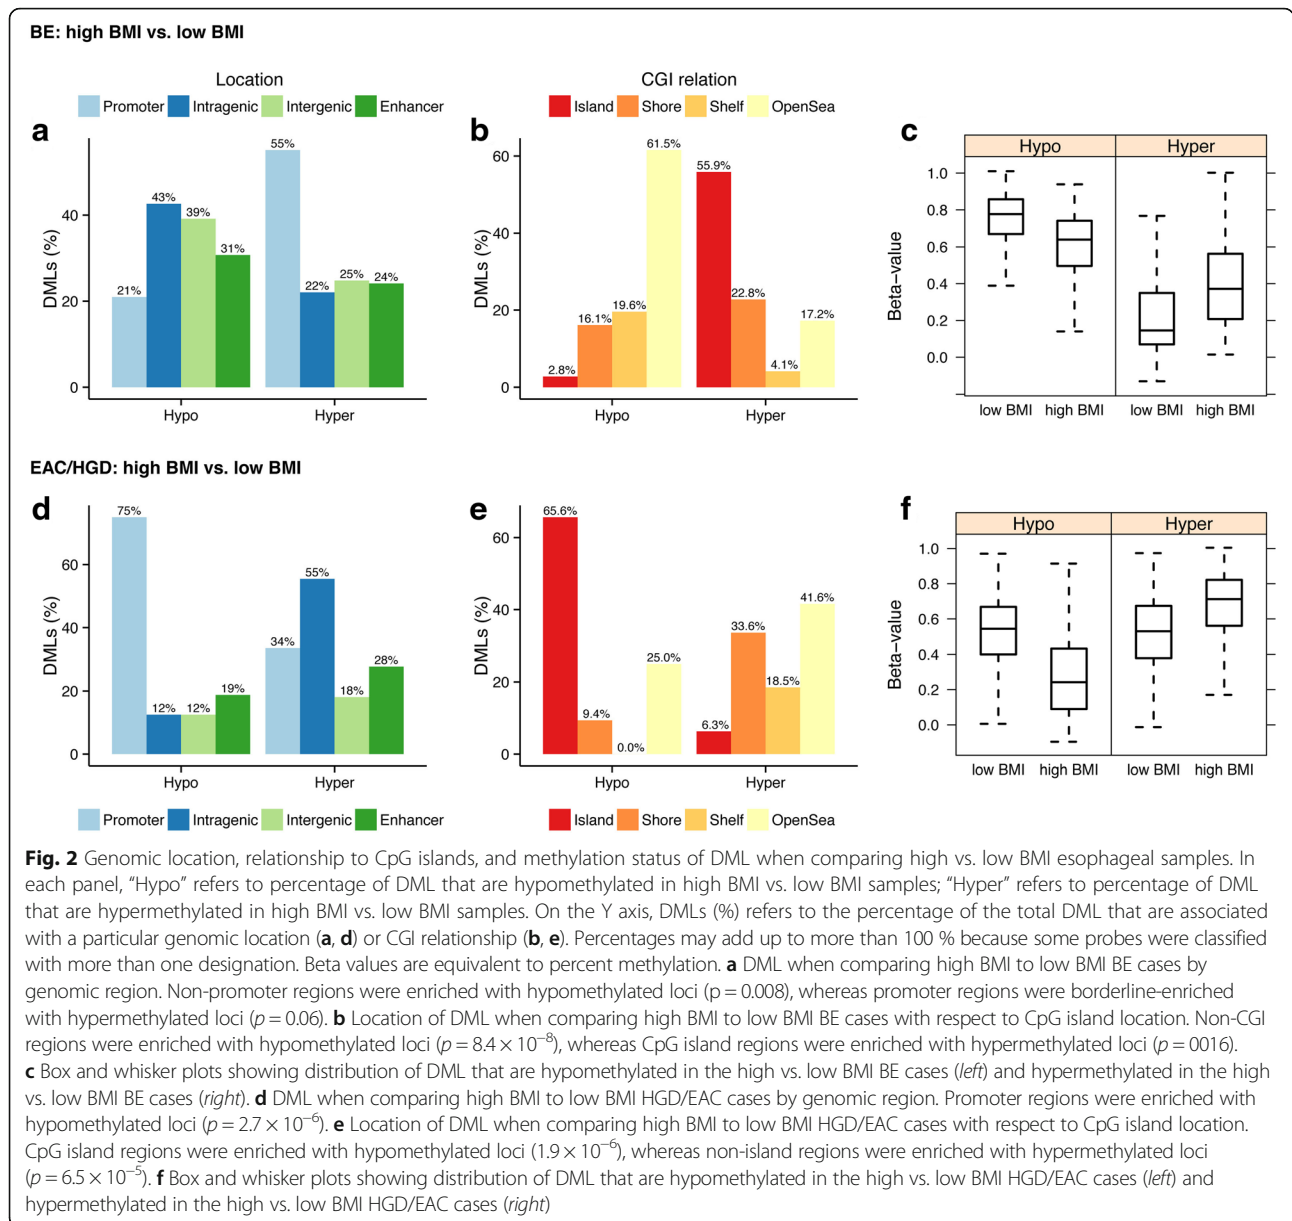 BE: high BMI vs. low BMI
Location
Promoter Intragenic Intergenic Enhancer
CGI relation
Island Shore Shelf OpenSea
a
DMLs (%)
0
20
40
21%
43%
39%
31%
55%
22%
25%
24%
Hypo
Hyper
b
DMLs (%)
0
20
40
60
2.8%
16.1%
19.6%
61.5%
55.9%
22.8%
4.1%
17.2%
Hypo
Hyper
c
Hypo
Hyper
Beta−value
1.0
0.8
0.6
0.4
0.2
0.0
low BMI high BMI
low BMI high BMI
EAC/HGD: high BMI vs. low BMI
d
DMLs (%)
0
20
40
60
75%
12%
12%
19%
34%
55%
18%
28%
Hypo
Hyper
Promoter Intragenic Intergenic Enhancer
e
DMLs (%)
0
20
40
60
65.6%
9.4%
0.0%
25.0%
6.3%
33.6%
18.5%
41.6%
Hypo
Hyper
Island Shore Shelf OpenSea
f
Hypo
Hyper
Beta−value
1.0
0.8
0.6
0.4
0.2
0.0
low BMI high BMI
low BMI high BMI
Fig. 2 Genomic location, relationship to CpG islands, and methylation status of DML when comparing high vs. low BMI esophageal samples. In
each panel, “Hypo” refers to percentage of DML that are hypomethylated in high BMI vs. low BMI samples; “Hyper” refers to percentage of DML
that are hypermethylated in high BMI vs. low BMI samples. On the Y axis, DMLs (%) refers to the percentage of the total DML that are associated
with a particular genomic location (a, d) or CGI relationship (b, e). Percentages may add up to more than 100 % because some probes were classified
with more than one designation. Beta values are equivalent to percent methylation. a DML when comparing high BMI to low BMI BE cases by
genomic region. Non-promoter regions were enriched with hypomethylated loci (p = 0.008), whereas promoter regions were borderline-enriched
with hypermethylated loci (p = 0.06). b Location of DML when comparing high BMI to low BMI BE cases with respect to CpG island location. Non-CGI
regions were enriched with hypomethylated loci (p = 8.4 × 10⁻⁸), whereas CpG island regions were enriched with hypermethylated loci (p = 0016).
c Box and whisker plots showing distribution of DML that are hypomethylated in the high vs. low BMI BE cases (left) and hypermethylated in the high
vs. low BMI BE cases (right). d DML when comparing high BMI to low BMI HGD/EAC cases by genomic region. Promoter regions were enriched with
hypomethylated loci (p = 2.7 × 10⁻⁶). e Location of DML when comparing high BMI to low BMI HGD/EAC cases with respect to CpG island location.
CpG island regions were enriched with hypomethylated loci (1.9 × 10⁻⁶), whereas non-island regions were enriched with hypermethylated loci
(p = 6.5 × 10⁻⁵). f Box and whisker plots showing distribution of DML that are hypomethylated in the high vs. low BMI HGD/EAC cases (left) and
hypermethylated in the high vs. low BMI HGD/EAC cases (right)